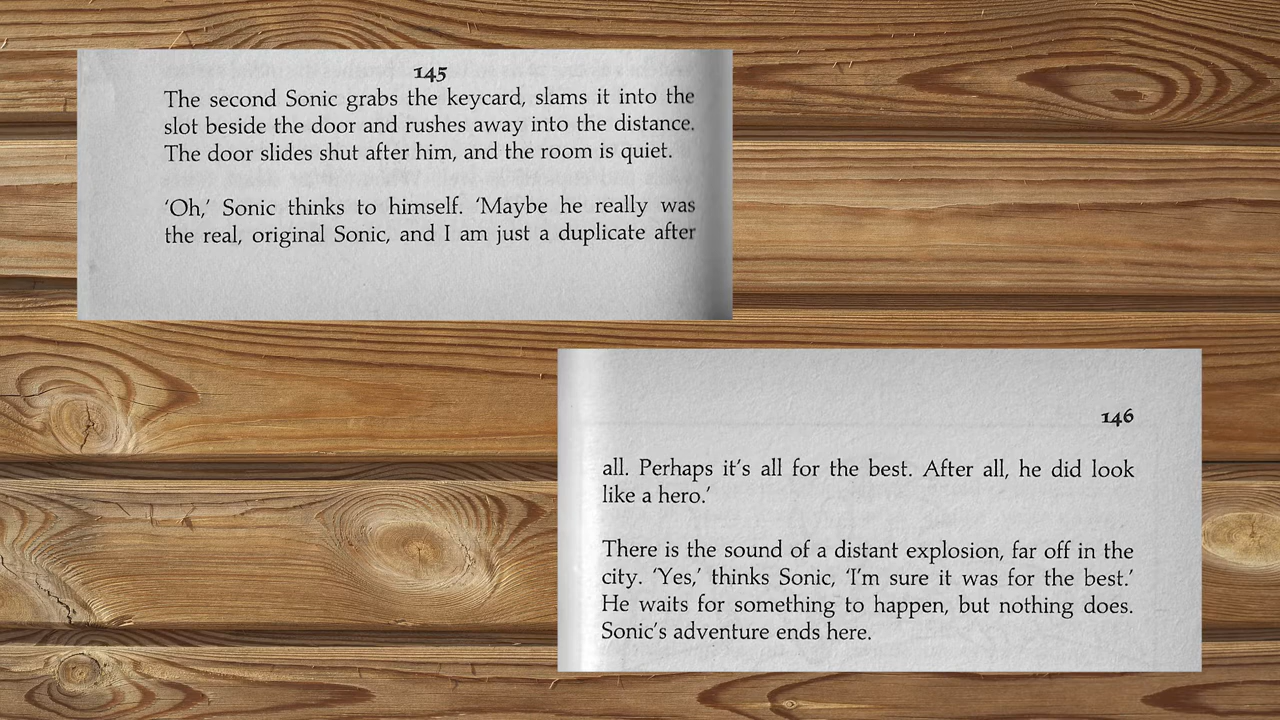 145
The second Sonic grabs the keycard, slams it into the
slot beside the door and rushes away into the distance.
The door slides shut after him, and the room is quiet.
‘Oh,’ Sonic thinks to himself. ‘Maybe he really was
the real, original Sonic, and I am just a duplicate after
146
all. Perhaps it’s all for the best. After all, he did look
like a hero.’
There is the sound of a distant explosion, far off in the
city. ‘Yes,’ thinks Sonic, ‘I’m sure it was for the best.’
He waits for something to happen, but nothing does.
Sonic’s adventure ends here.